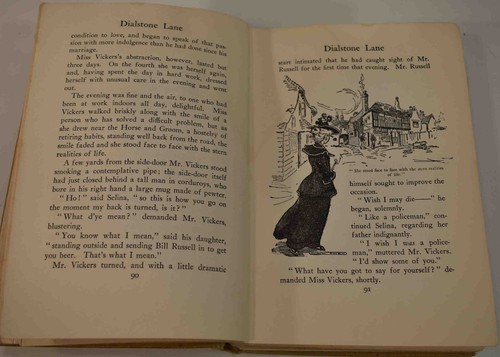 Dialstone Lane
condition to love, and began to speak of that pas-
sion with more indulgence than he had done since his
marriage.
Miss Vickers's abstraction, however, lasted but
three days. On the fourth she was herself again,
and, having spent the day in hard work, dressed
herself with unusual care in the evening and went
out.
The evening was fine and the air, to one who had
been at work indoors all day, delightful. Miss
Vickers walked briskly along with the smile of a
person who has solved a difficult problem, but as
she drew near the Horse and Groom, a hostelry of
retiring habits, standing well back from the road, the
smile faded and she stood face to face with the stern
realities of life.
A few yards from the side-door Mr. Vickers stood
smoking a contemplative pipe; the side-door itself
had just closed behind a tall man in corduroys, who
bore in his right hand a large mug made of pewter.
"Ho!" said Selina, "so this is how you go on
the moment my back is turned, is it?"
"What d'ye mean?" demanded Mr. Vickers,
blustering.
"You know what I mean," said his daughter,
"standing outside and sending Bill Russell in to get
you beer. That's what I mean."
Mr. Vickers turned, and with a little dramatic
90
Dialstone Lane
start intimated that he had caught sight of Mr.
Russell for the first time that evening. Mr. Russell
"She stood face to face with the stern realities
of life."
himself sought to improve the
occasion.
"Wish I may die——" he
began, solemnly.
"Like a policeman," con-
tinued Selina, regarding her
father indignantly.
"I wish I was a police-
man," muttered Mr. Vickers.
"I'd show some of you."
"What have you got to say for yourself?" de-
manded Miss Vickers, shortly.
91